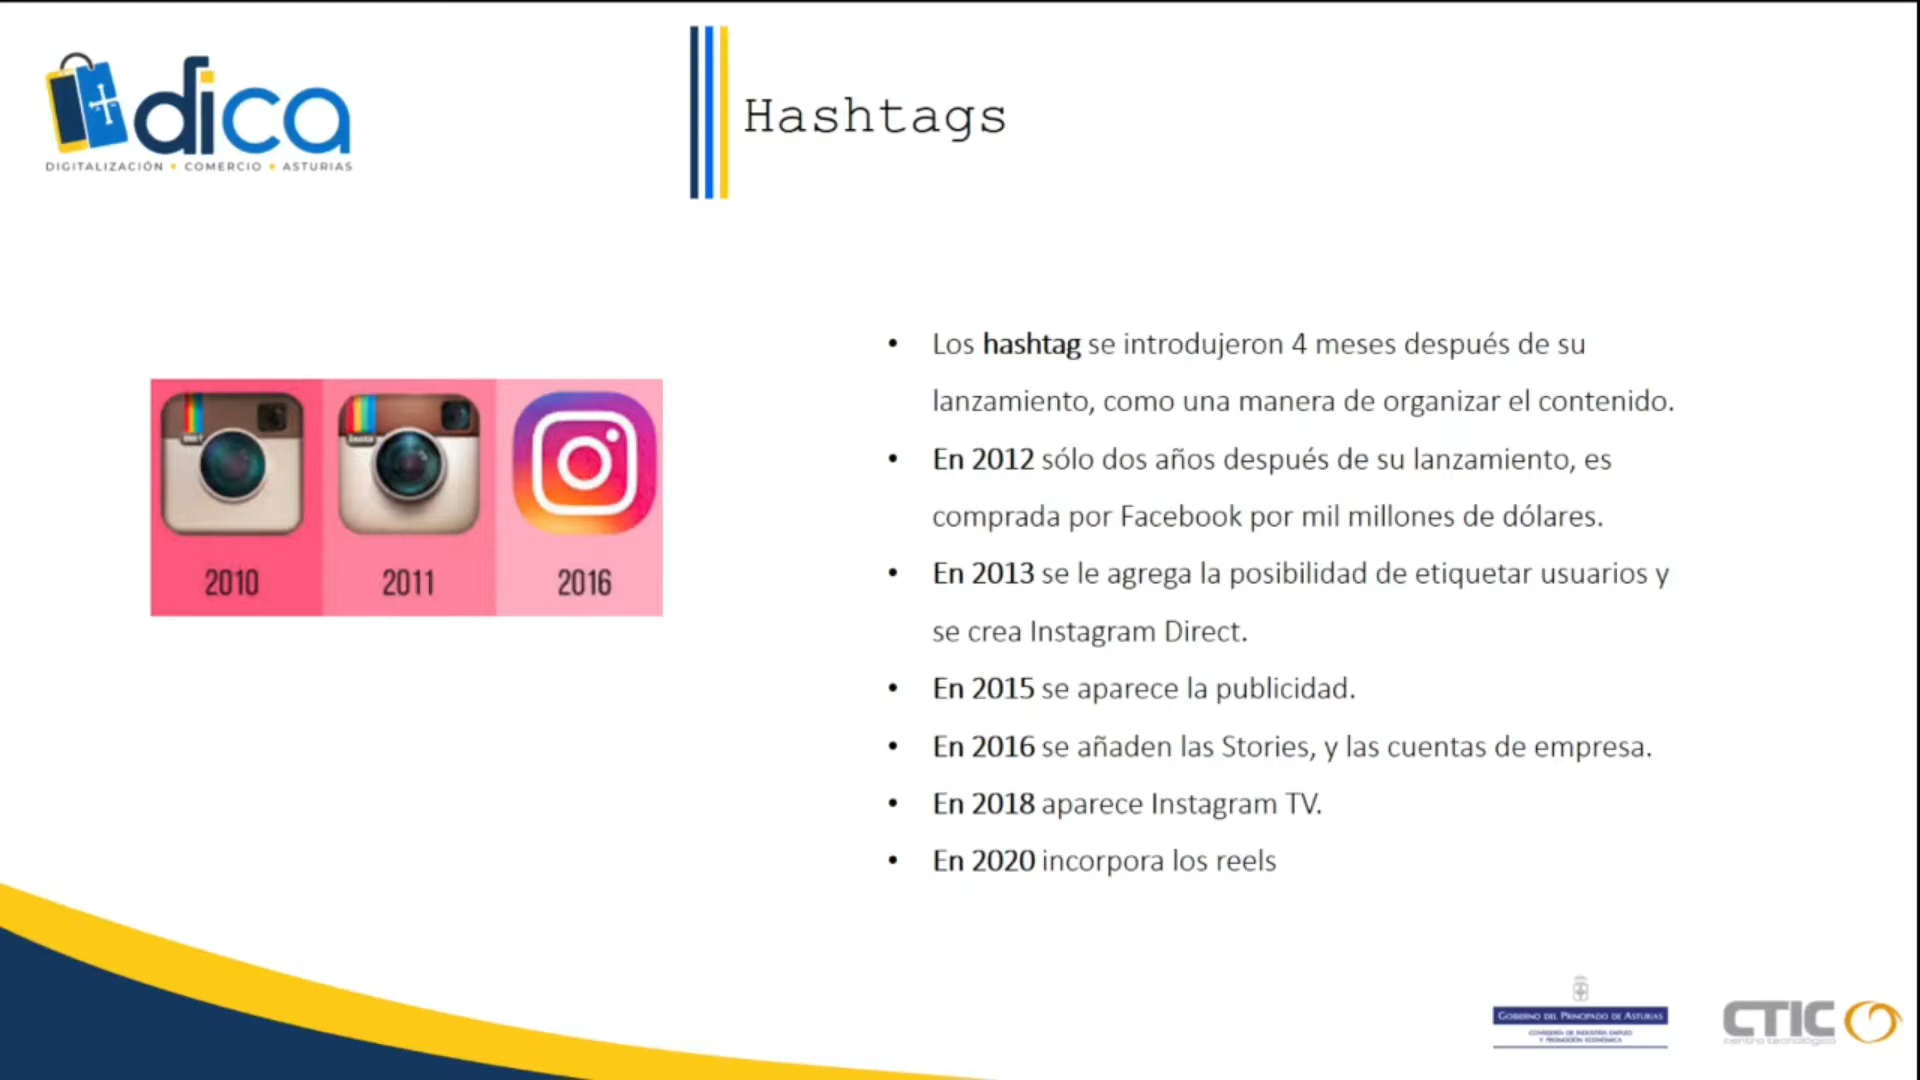 dica
DIGITALIZACIÓN • COMERCIO • ASTURIAS
Hashtags
2010
2011
2016
• Los hashtag se introdujeron 4 meses después de su
lanzamiento, como una manera de organizar el contenido.
• En 2012 sólo dos años después de su lanzamiento, es
comprada por Facebook por mil millones de dólares.
• En 2013 se le agrega la posibilidad de etiquetar usuarios y
se crea Instagram Direct.
• En 2015 se aparece la publicidad.
• En 2016 se añaden las Stories, y las cuentas de empresa.
• En 2018 aparece Instagram TV.
• En 2020 incorpora los reels
GOBIERNO DEL PRINCIPADO DE ASTURIAS
CONSEJERÍA DE INDUSTRIA, EMPLEO
Y PROMOCIÓN ECONÓMICA
CTIC
centro tecnológico